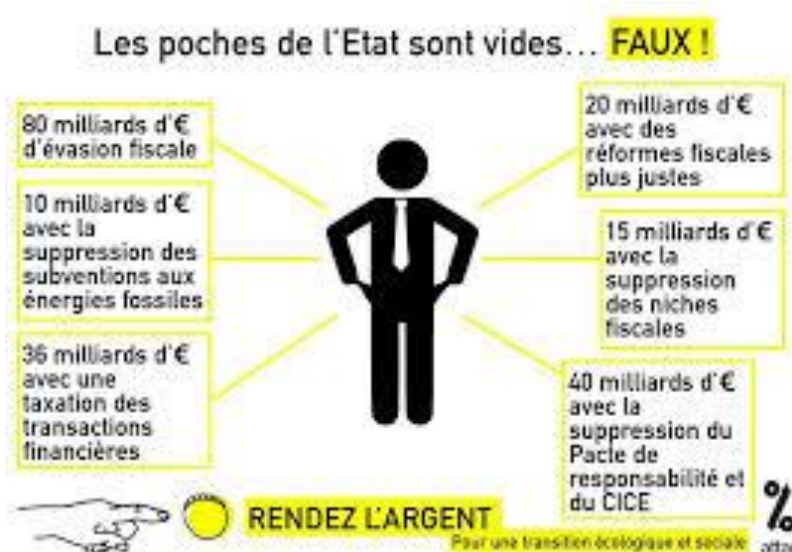 Les poches de l'Etat sont vides... FAUX !
80 milliards d'€
d'évasion fiscale
10 milliards d'€
avec la
suppression des
subventions aux
énergies fossiles
36 milliards d'€
avec une
taxation des
transactions
financières
20 milliards d'€
avec des
réformes fiscales
plus justes
15 milliards d'€
avec la
suppression
des niches
fiscales
40 milliards d'€
avec la
suppression du
Pacte de
responsabilité et
du CICE
RENDEZ L'ARGENT
Pour une transition écologique et sociale
%
attac